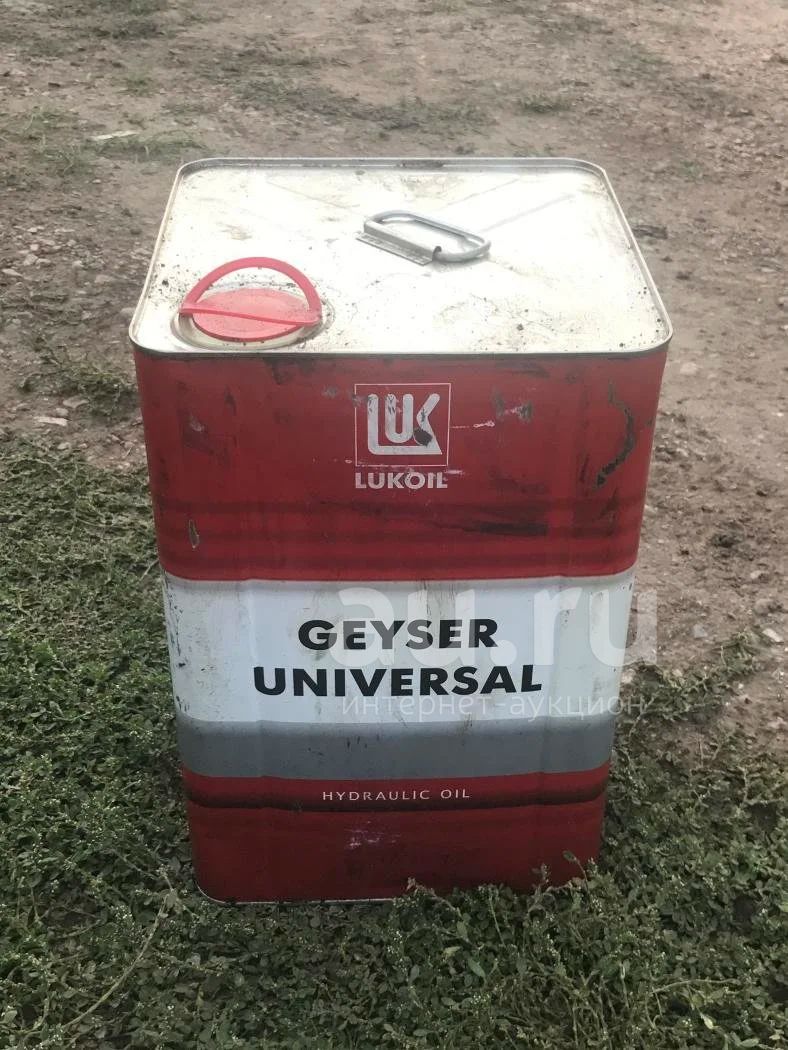 LUK
LUKOIL
au.ru
GEYSER
UNIVERSAL
интернет-аукцион
HYDRAULIC OIL